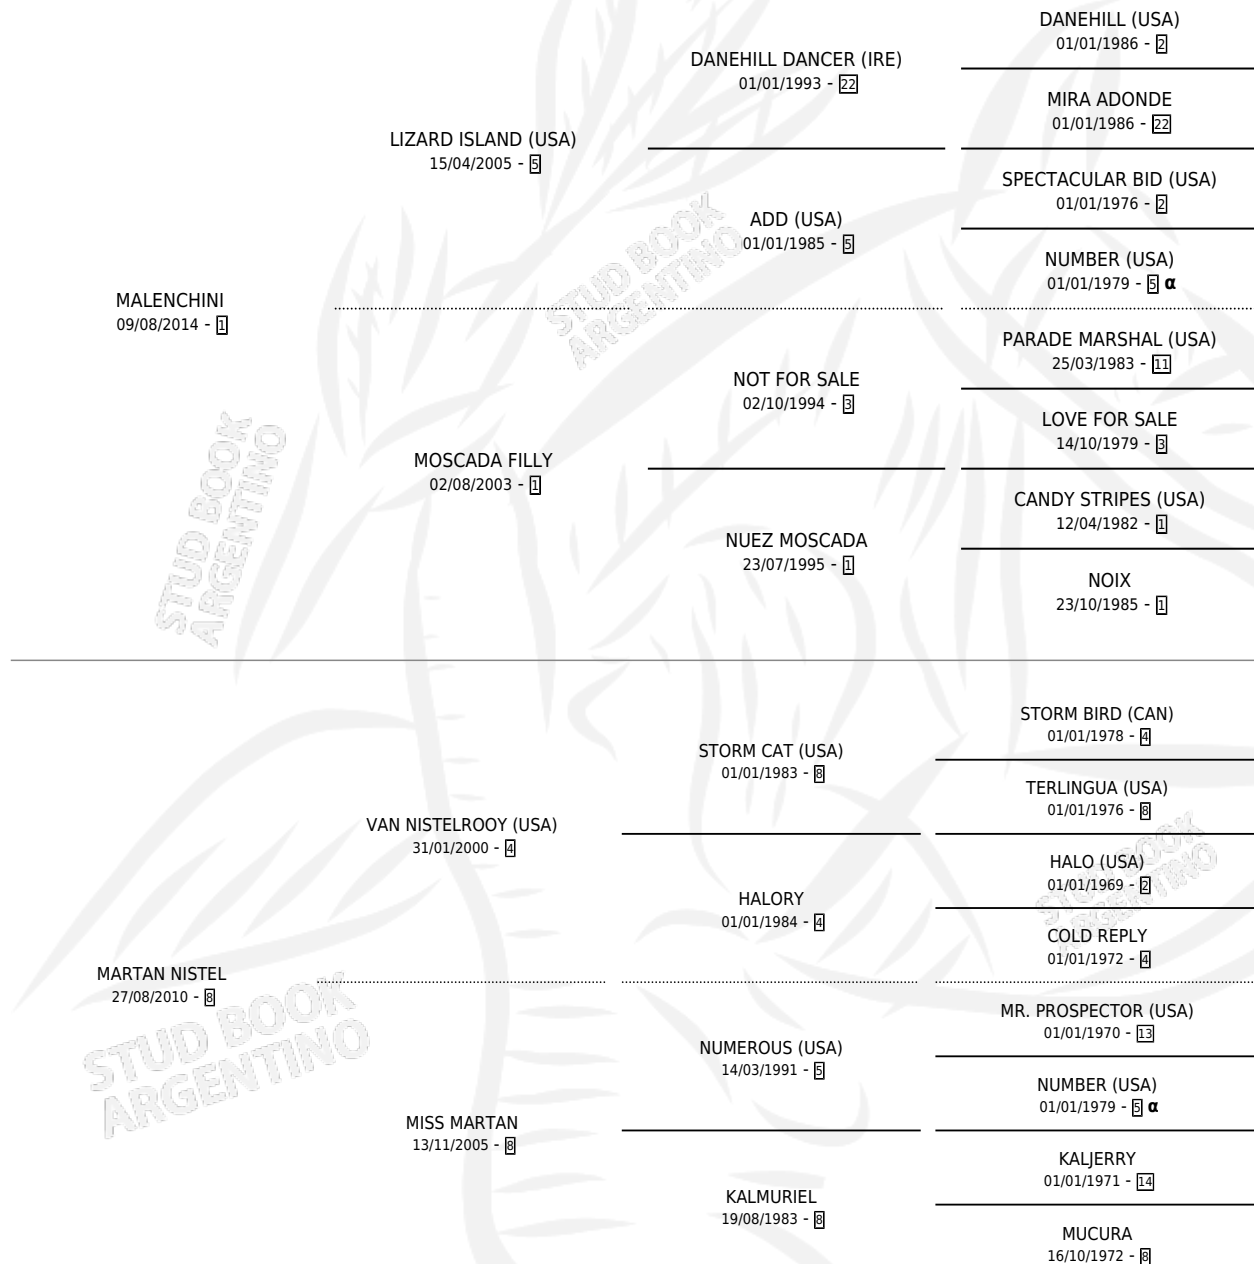 DANEHILL (USA)
01/01/1986 - 2
DANEHILL DANCER (IRE)
01/01/1993 - 22
MIRA ADONDE
01/01/1986 - 22
LIZARD ISLAND (USA)
15/04/2005 - 5
SPECTACULAR BID (USA)
01/01/1976 - 2
ADD (USA)
01/01/1985 - 5
NUMBER (USA)
01/01/1979 - 5 α
MALENCHINI
09/08/2014 - 1
PARADE MARSHAL (USA)
25/03/1983 - 11
NOT FOR SALE
02/10/1994 - 3
LOVE FOR SALE
14/10/1979 - 3
MOSCADA FILLY
02/08/2003 - 1
CANDY STRIPES (USA)
12/04/1982 - 1
NUEZ MOSCADA
23/07/1995 - 1
NOIX
23/10/1985 - 1
STORM BIRD (CAN)
01/01/1978 - 4
STORM CAT (USA)
01/01/1983 - 8
TERLINGUA (USA)
01/01/1976 - 8
VAN NISTELROOY (USA)
31/01/2000 - 4
HALO (USA)
01/01/1969 - 2
HALORY
01/01/1984 - 4
COLD REPLY
01/01/1972 - 4
MARTAN NISTEL
27/08/2010 - 8
MR. PROSPECTOR (USA)
01/01/1970 - 13
NUMEROUS (USA)
14/03/1991 - 5
NUMBER (USA)
01/01/1979 - 5 α
MISS MARTAN
13/11/2005 - 8
KALJERRY
01/01/1971 - 14
KALMURIEL
19/08/1983 - 8
MUCURA
16/10/1972 - 8
STUD BOOK
ARGENTINO
STUD BOOK
ARGENTINO
STUD BOOK
ARGENTINO
STUD BOOK
ARGENTINO